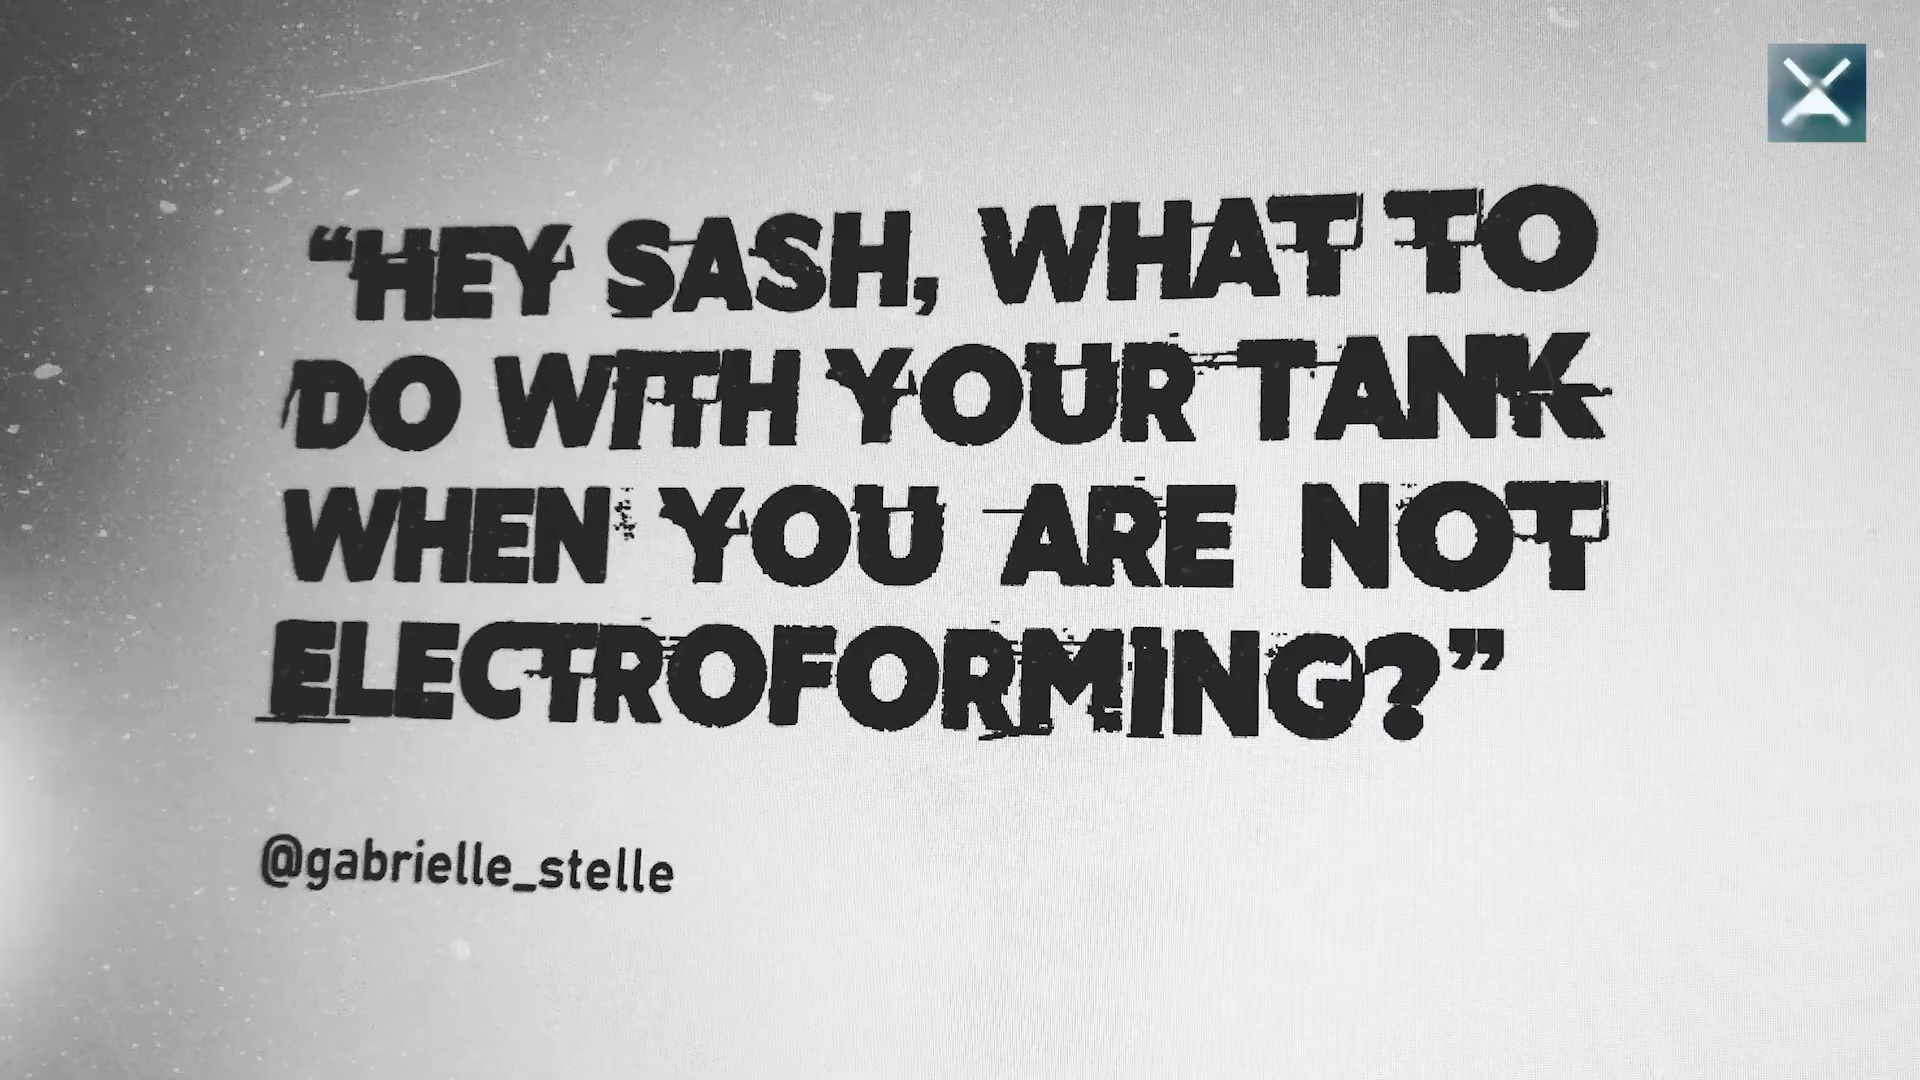 “HEY SASH, WHAT TO
DO WITH YOUR TANK
WHEN YOU ARE NOT
ELECTROFORMING?”
@gabrielle_stelle